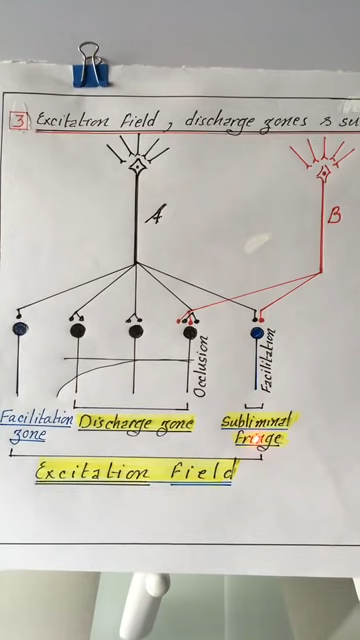 3 Excitation field, discharge zones & su
A
B
Occlusion
Facilitation
Facilitation zone
Discharge zone
Subliminal fringe
Excitation field